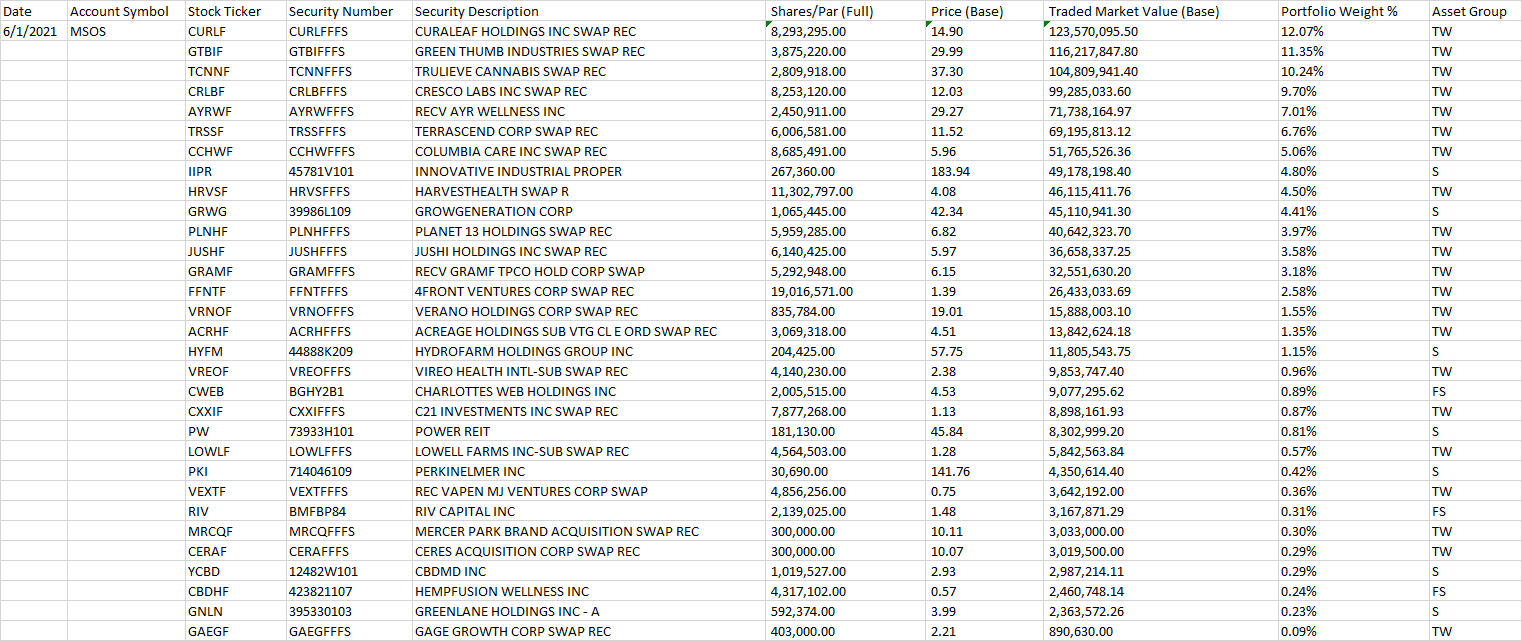 Date Account Symbol Stock Ticker Security Number Security Description Shares/Par (Full) Price (Base) Traded Market Value (Base) Portfolio Weight % Asset Group
6/1/2021 MSOS CURLF CURLFFFS CURALEAF HOLDINGS INC SWAP REC 8,293,295.00 14.90 123,570,095.50 12.07% TW
GTBIF GTBIFFFS GREEN THUMB INDUSTRIES SWAP REC 3,875,220.00 29.99 116,217,847.80 11.35% TW
TCNNF TCNNFFFS TRULIEVE CANNABIS SWAP REC 2,809,918.00 37.30 104,809,941.40 10.24% TW
CRLBF CRLBFFFS CRESCO LABS INC SWAP REC 8,253,120.00 12.03 99,285,033.60 9.70% TW
AYRWF AYRWFFFS RECV AYR WELLNESS INC 2,450,911.00 29.27 71,738,164.97 7.01% TW
TRSSF TRSSFFFS TERRASCEND CORP SWAP REC 6,006,581.00 11.52 69,195,813.12 6.76% TW
CCHWF CCHWFFFS COLUMBIA CARE INC SWAP REC 8,685,491.00 5.96 51,765,526.36 5.06% TW
IIPR 45781V101 INNOVATIVE INDUSTRIAL PROPER 267,360.00 183.94 49,178,198.40 4.80% S
HRVSF HRVSFFFS HARVESTHEALTH SWAP R 11,302,797.00 4.08 46,115,411.76 4.50% TW
GRWG 39986L109 GROWGENERATION CORP 1,065,445.00 42.34 45,110,941.30 4.41% S
PLNHF PLNHFFFS PLANET 13 HOLDINGS SWAP REC 5,959,285.00 6.82 40,642,323.70 3.97% TW
JUSHF JUSHFFFS JUSHI HOLDINGS INC SWAP REC 6,140,425.00 5.97 36,658,337.25 3.58% TW
GRAMF GRAMFFFS RECV GRAMF TPCO HOLD CORP SWAP 5,292,948.00 6.15 32,551,630.20 3.18% TW
FFNTF FFNTFFFS 4FRONT VENTURES CORP SWAP REC 19,016,571.00 1.39 26,433,033.69 2.58% TW
VRNOF VRNOFFFS VERANO HOLDINGS CORP SWAP REC 835,784.00 19.01 15,888,003.10 1.55% TW
ACRHF ACRHFFFS ACREAGE HOLDINGS SUB VTG CL E ORD SWAP REC 3,069,318.00 4.51 13,842,624.18 1.35% TW
HYFM 44888K209 HYDROFARM HOLDINGS GROUP INC 204,425.00 57.75 11,805,543.75 1.15% S
VREOF VREOFFFS VIREO HEALTH INTL-SUB SWAP REC 4,140,230.00 2.38 9,853,747.40 0.96% TW
CWEB BGHY2B1 CHARLOTTES WEB HOLDINGS INC 2,005,515.00 4.53 9,077,295.62 0.89% FS
CXXIF CXXIFFFS C21 INVESTMENTS INC SWAP REC 7,877,268.00 1.13 8,898,161.93 0.87% TW
PW 73933H101 POWER REIT 181,130.00 45.84 8,302,999.20 0.81% S
LOWLF LOWLFFFS LOWELL FARMS INC-SUB SWAP REC 4,564,503.00 1.28 5,842,563.84 0.57% TW
PKI 714046109 PERKINELMER INC 30,690.00 141.76 4,350,614.40 0.42% S
VEXTF VEXTFFFS REC VAPEN MJ VENTURES CORP SWAP 4,856,256.00 0.75 3,642,192.00 0.36% TW
RIV BMFBP84 RIV CAPITAL INC 2,139,025.00 1.48 3,167,871.29 0.31% FS
MRCQF MRCQFFFS MERCER PARK BRAND ACQUISITION SWAP REC 300,000.00 10.11 3,033,000.00 0.30% TW
CERAF CERAFFFS CERES ACQUISITION CORP SWAP REC 300,000.00 10.07 3,019,500.00 0.29% TW
YCBD 12482W101 CBDMD INC 1,019,527.00 2.93 2,987,214.11 0.29% S
CBDHF 423821107 HEMPFUSION WELLNESS INC 4,317,102.00 0.57 2,460,748.14 0.24% FS
GNLN 395330103 GREENLANE HOLDINGS INC - A 592,374.00 3.99 2,363,572.26 0.23% S
GAEGF GAEGFFFS GAGE GROWTH CORP SWAP REC 403,000.00 2.21 890,630.00 0.09% TW